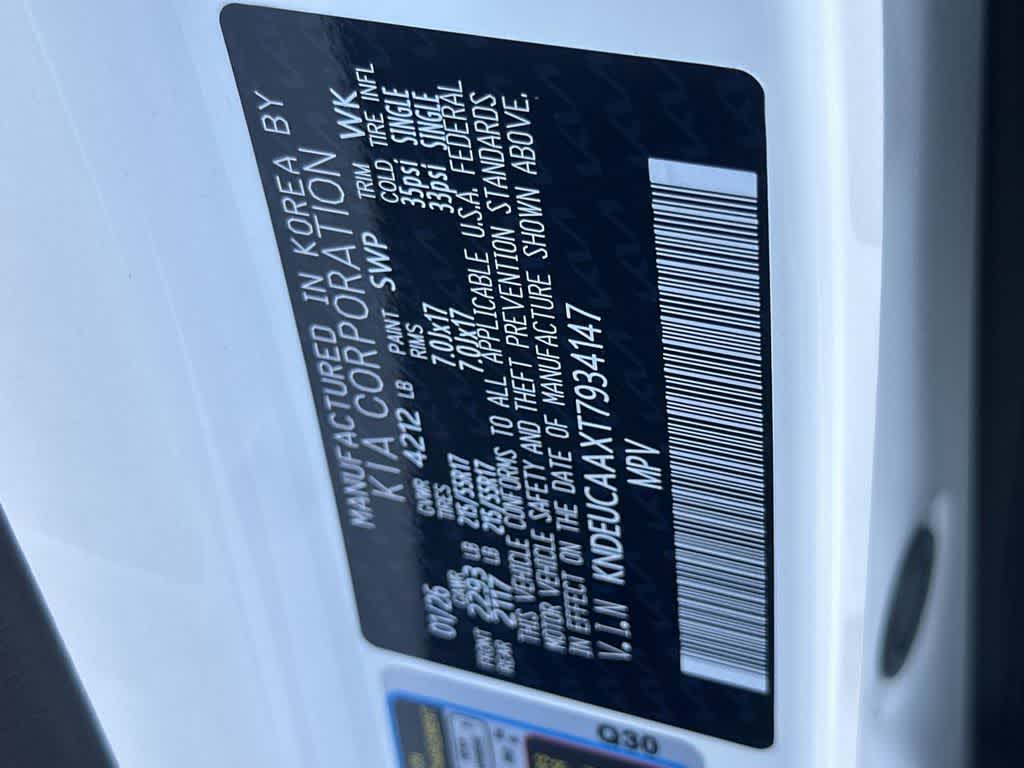 MANUFACTURED IN KOREA BY
KIA CORPORATION
01/26 GVWR 4212 LB PAINT SWP TRIM WK
GAWR TIRES RIMS COLD TIRE INFL
FRONT 2293 LB 215/55R17 7.0Jx17 35psi SINGLE
REAR 2117 LB 215/55R17 7.0Jx17 33psi SINGLE
THIS VEHICLE CONFORMS TO ALL APPLICABLE U.S.A. FEDERAL
MOTOR VEHICLE SAFETY AND THEFT PREVENTION STANDARDS
IN EFFECT ON THE DATE OF MANUFACTURE SHOWN ABOVE.
V.I.N KNDEUCAAXT7934147
MPV
Q30